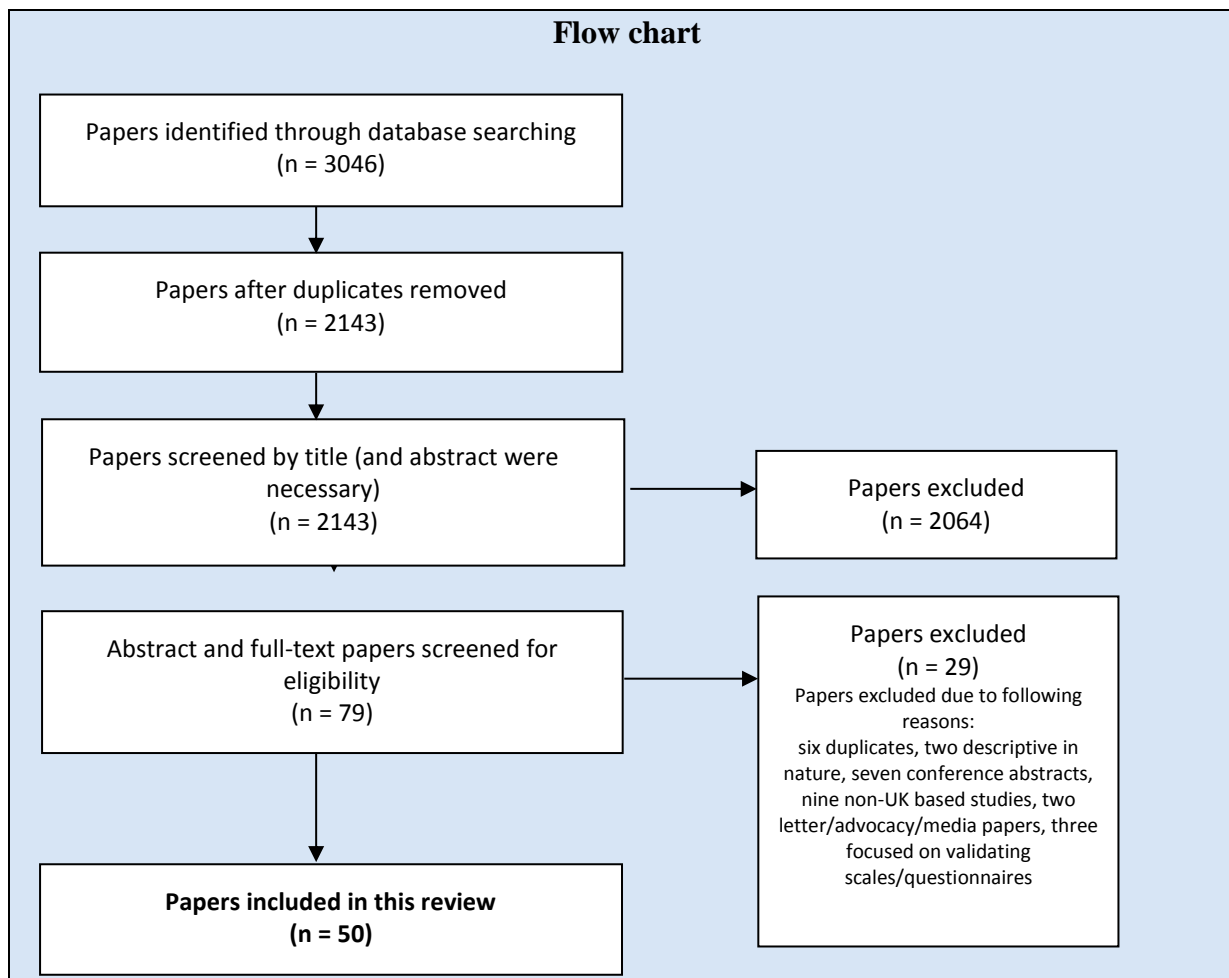 Flow chart
Papers identified through database searching
(n = 3046)
Papers after duplicates removed
(n = 2143)
Papers screened by title (and abstract were
necessary)
(n = 2143)
Papers excluded
(n = 2064)
Abstract and full-text papers screened for
eligibility
(n = 79)
Papers excluded
(n = 29)
Papers excluded due to following
reasons:
six duplicates, two descriptive in
nature, seven conference abstracts,
nine non-UK based studies, two
letter/advocacy/media papers, three
focused on validating
scales/questionnaires
Papers included in this review
(n = 50)